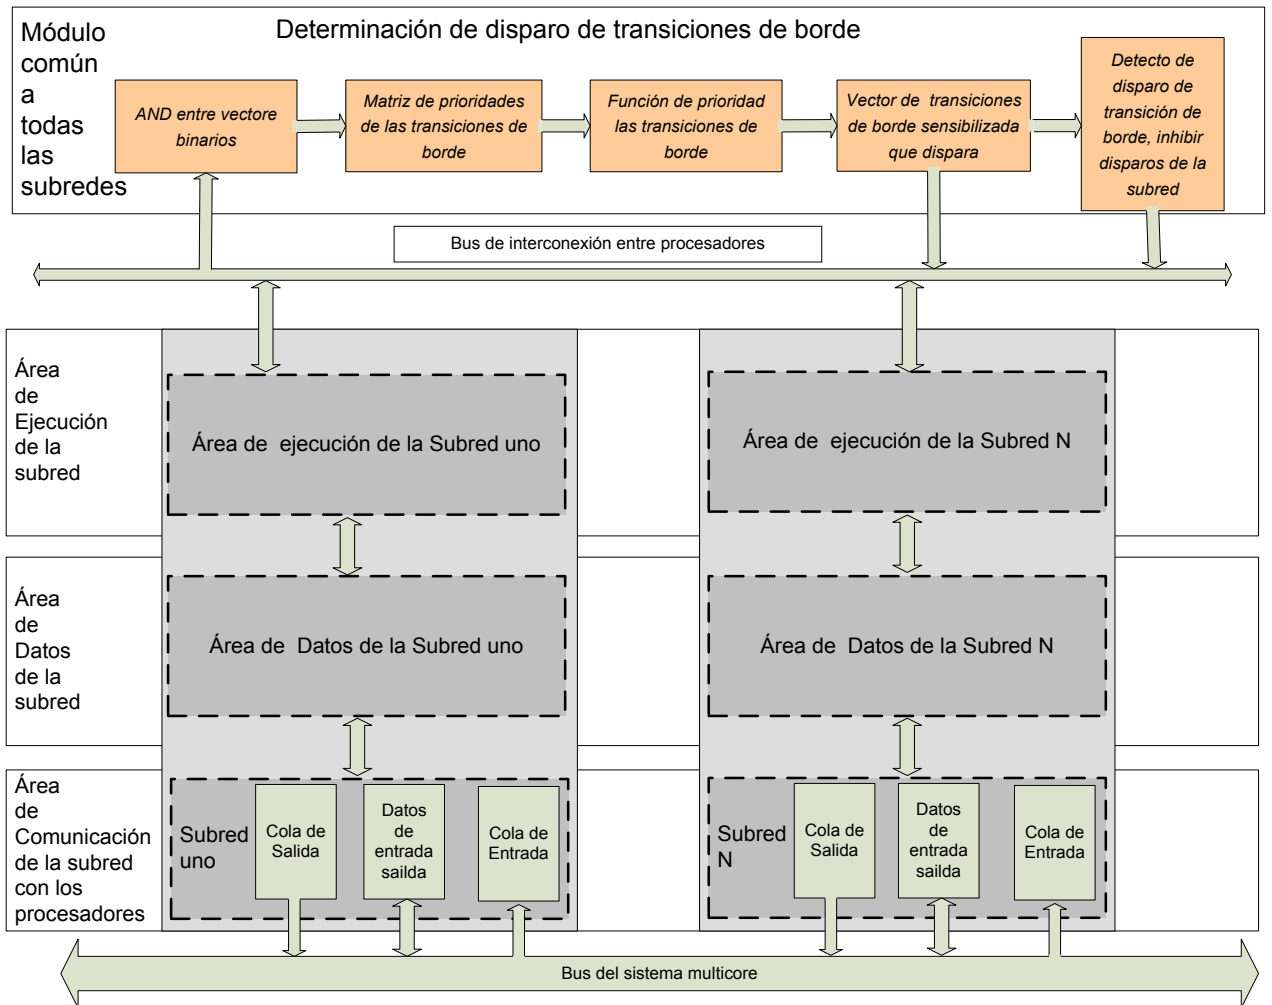 Módulo
común
a
todas
las
subredes
Determinación de disparo de transiciones de borde
AND entre vectore
binarios
Matriz de prioridades
de las transiciones de
borde
Función de prioridad
las transiciones de
borde
Vector de transiciones
de borde sensibilizada
que dispara
Detecto de
disparo de
transición de
borde, inhibir
disparos de la
subred
Bus de interconexión entre procesadores
Área
de
Ejecución
de la
subred
Área de ejecución de la Subred uno
Área de ejecución de la Subred N
Área
de
Datos
de la
subred
Área de Datos de la Subred uno
Área de Datos de la Subred N
Área
de
Comunicación
de la subred
con los
procesadores
Subred
uno
Cola de
Salida
Datos
de
entrada
sailda
Cola de
Entrada
Subred
N
Cola de
Salida
Datos
de
entrada
sailda
Cola de
Entrada
Bus del sistema multicore